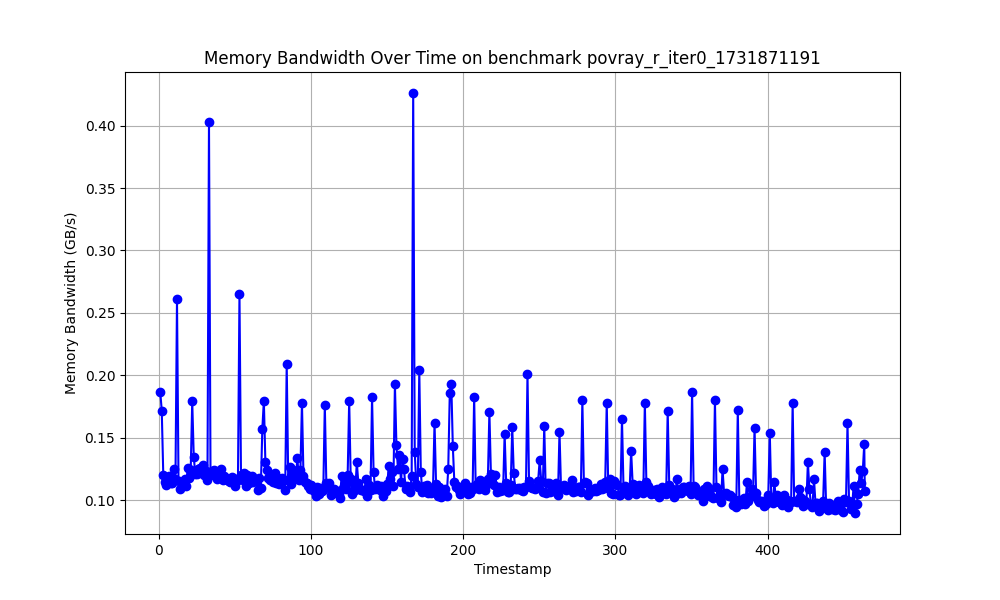 Memory Bandwidth Over Time on benchmark povray_r_iter0_1731871191
Memory Bandwidth (GB/s)
0.40
0.35
0.30
0.25
0.20
0.15
0.10
0 100 200 300 400
Timestamp